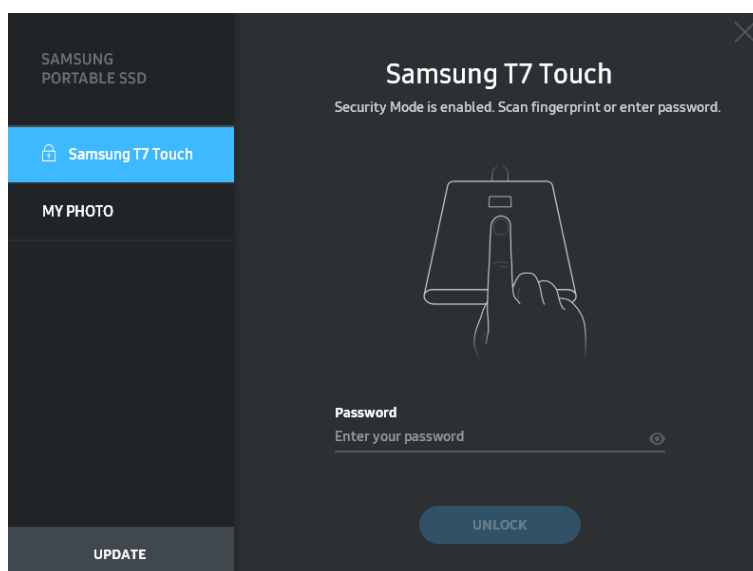 SAMSUNG
PORTABLE SSD
Samsung T7 Touch
MY PHOTO
UPDATE
Samsung T7 Touch
Security Mode is enabled. Scan fingerprint or enter password.
Password
Enter your password
UNLOCK